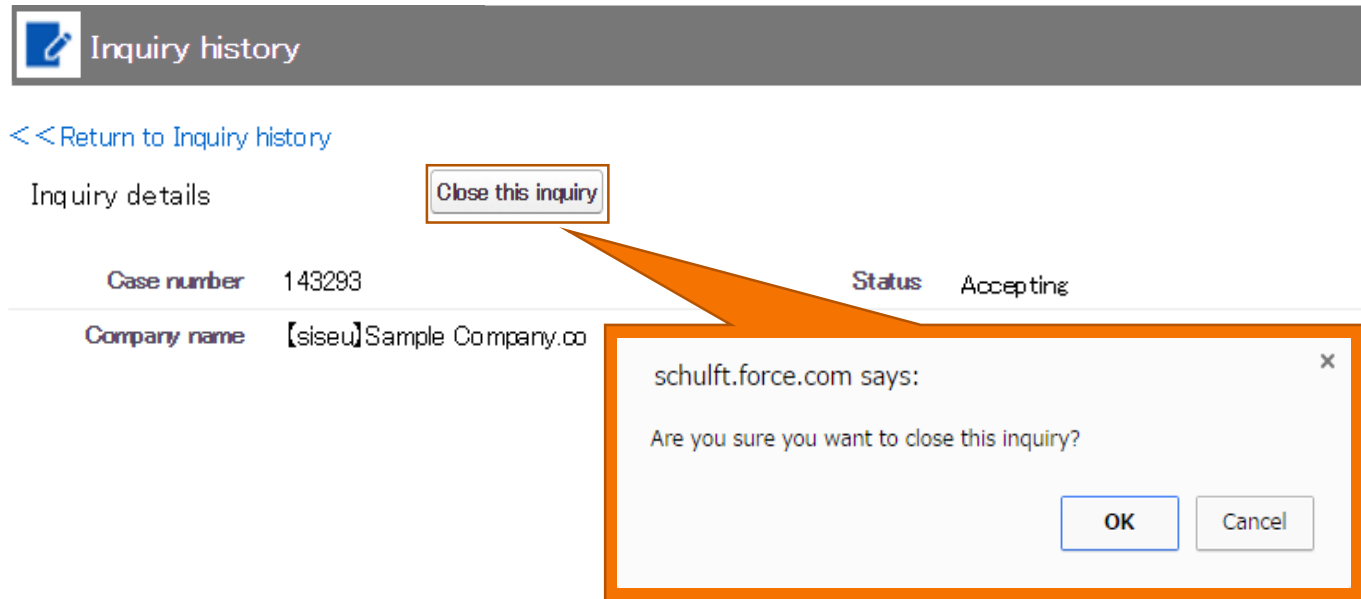 Inquiry history
<<Return to Inquiry history
Inquiry details
Close this inquiry
Case number 143293 Status Accepting
Company name 【siseu】Sample Company.co
schulft.force.com says:
×
Are you sure you want to close this inquiry?
OK Cancel